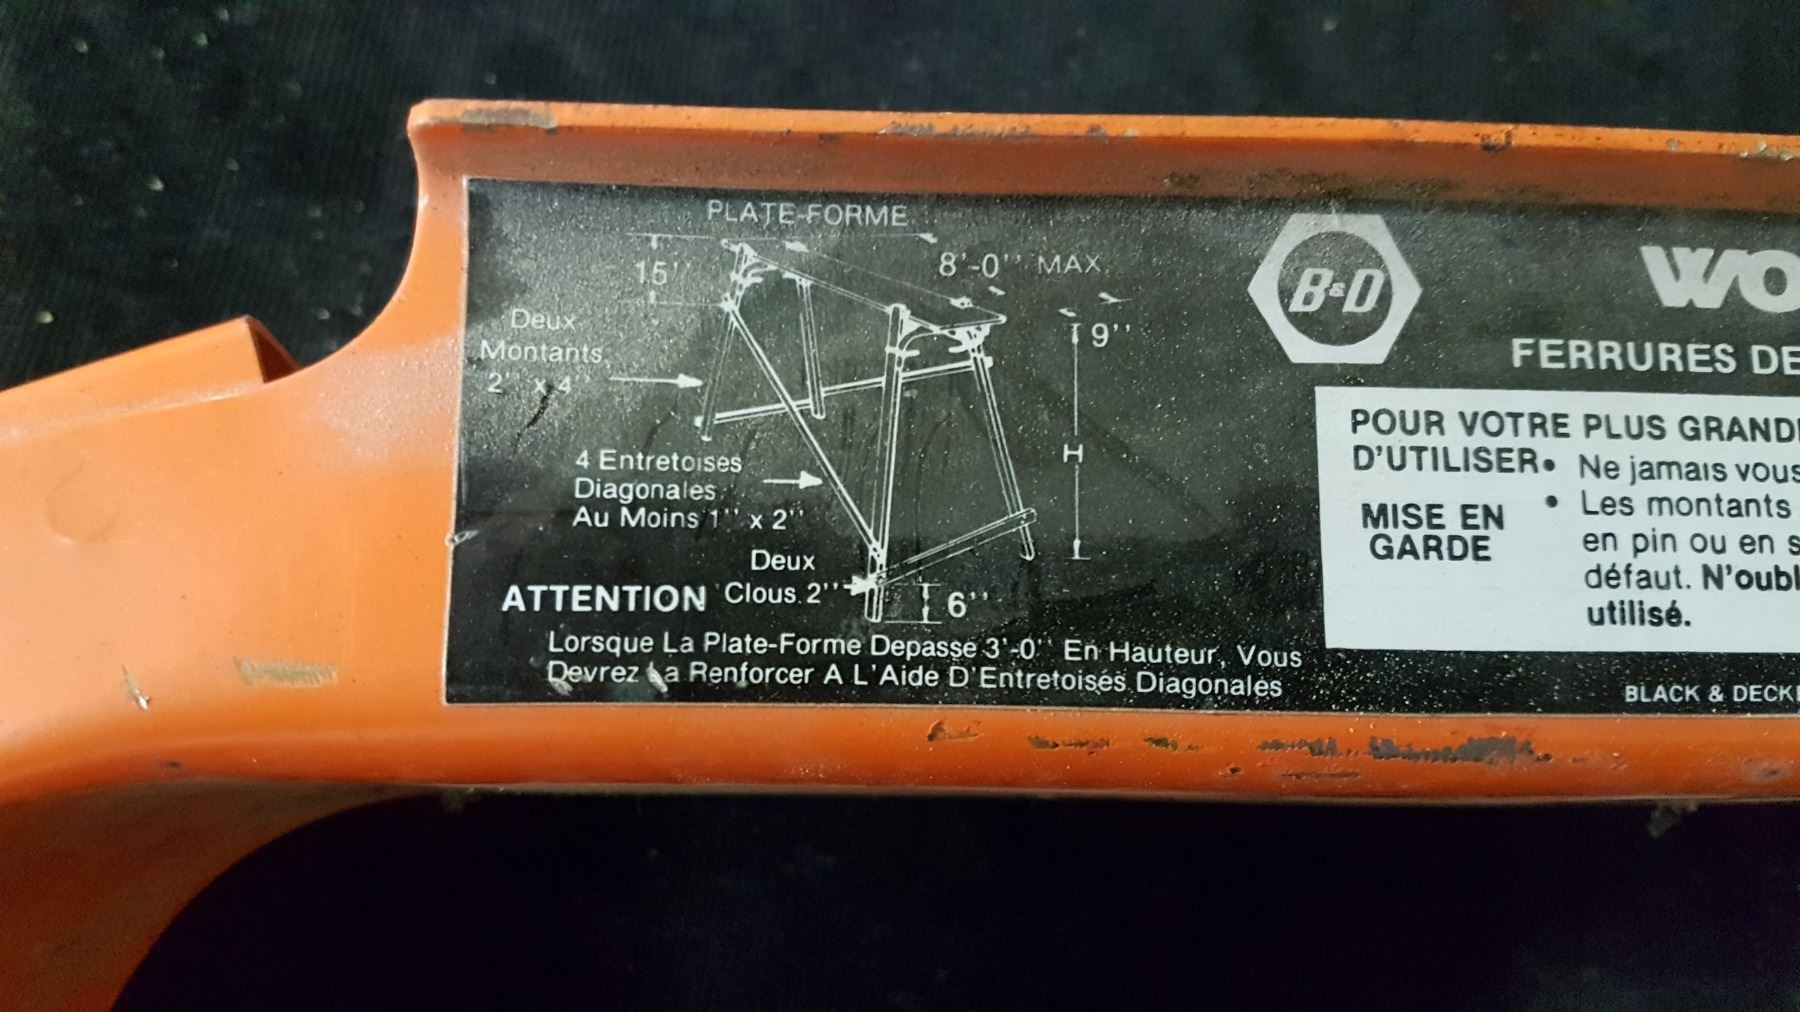 PLATE-FORME
15''
8'-0'' MAX.
9''
Deux
Montants,
2'' x 4''
4 Entretoises
Diagonales
Au Moins 1'' x 2''
H
Deux
Clous 2''
6''
ATTENTION
Lorsque La Plate-Forme Depasse 3'-0'' En Hauteur, Vous
Devrez La Renforcer A L'Aide D'Entretoises Diagonales
B&D
WO
FERRURES DE
POUR VOTRE PLUS GRAND
D'UTILISER • Ne jamais vous
MISE EN
GARDE
• Les montants
en pin ou en s
défaut. N'oubl
utilisé.
BLACK & DECKE